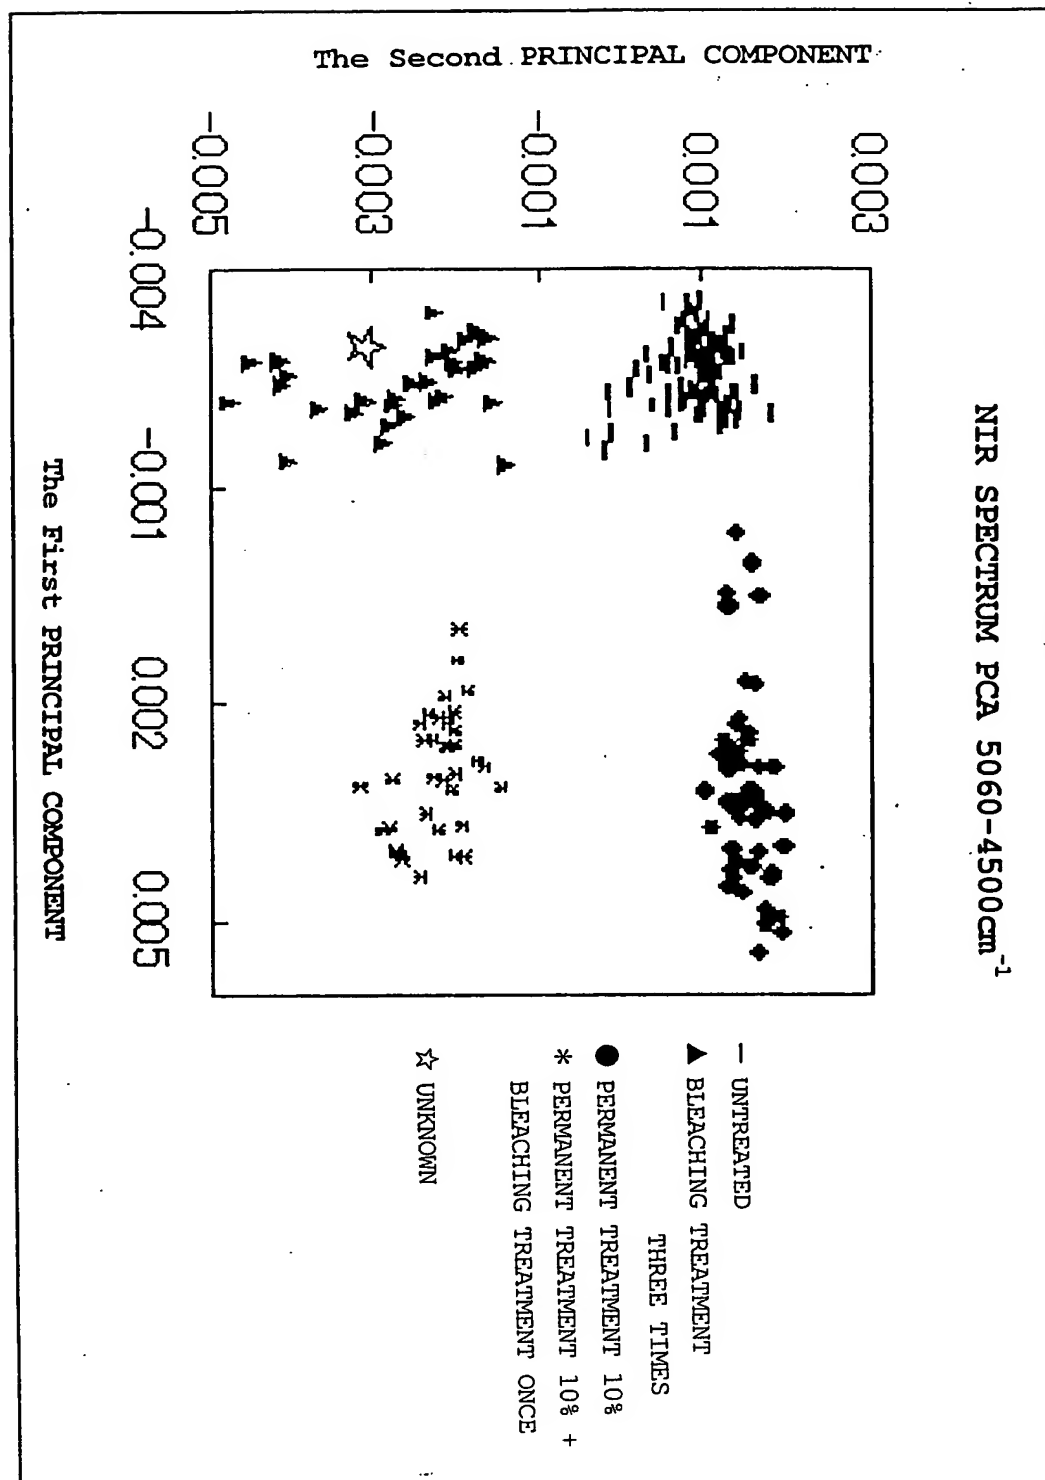 NIR SPECTRUM PCA 5060-4500cm⁻¹
The Second PRINCIPAL COMPONENT
0.003
0.001
-0.001
-0.003
-0.005
-0.004
-0.001
0.002
0.005
The First PRINCIPAL COMPONENT
— UNTREATED
▲ BLEACHING TREATMENT
THREE TIMES
● PERMANENT TREATMENT 10%
* PERMANENT TREATMENT 10% +
BLEACHING TREATMENT ONCE
☆ UNKNOWN